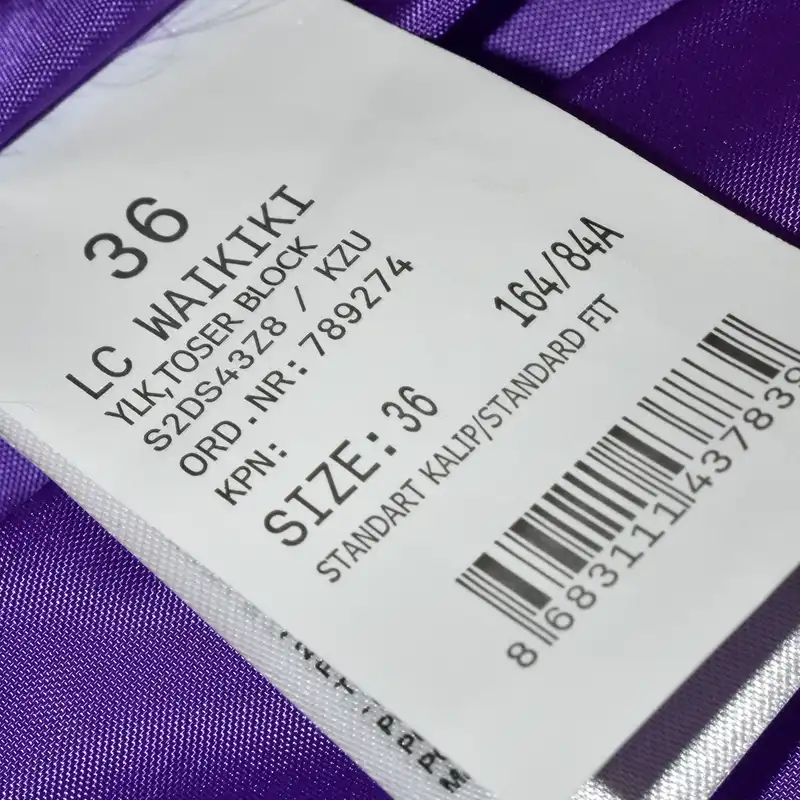 36
LC WAIKIKI
YLK,TOSER BLOCK
S2DS43Z8 / KZU
ORD.NR: 789274
KPN:
SIZE: 36
164/84A
STANDART KALIP/STANDARD FIT
8 683111 437839